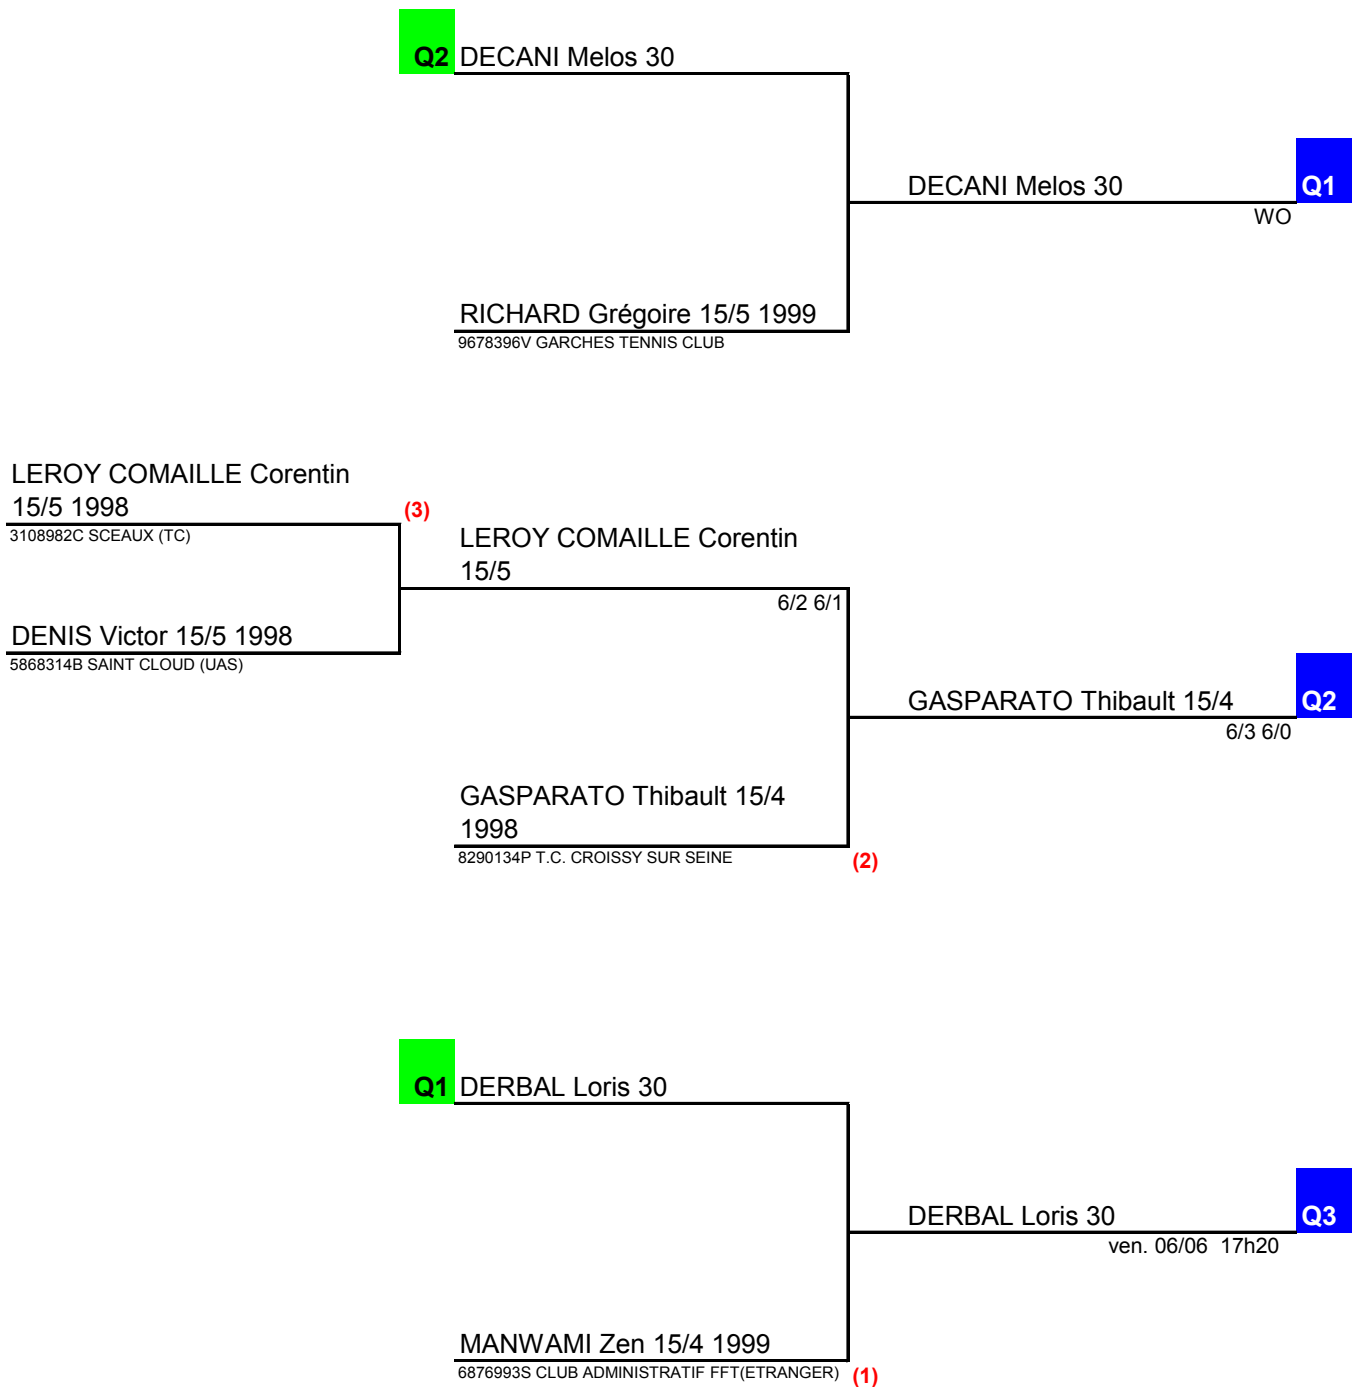 Q2 DECANI Melos 30
DECANI Melos 30 Q1
WO
RICHARD Grégoire 15/5 1999
9678396V GARCHES TENNIS CLUB
LEROY COMAILLE Corentin
15/5 1998
(3)
3108982C SCEAUX (TC)
LEROY COMAILLE Corentin
15/5
6/2 6/1
DENIS Victor 15/5 1998
5868314B SAINT CLOUD (UAS)
GASPARATO Thibault 15/4 Q2
6/3 6/0
GASPARATO Thibault 15/4
1998
8290134P T.C. CROISSY SUR SEINE
(2)
Q1 DERBAL Loris 30
DERBAL Loris 30 Q3
ven. 06/06 17h20
MANWAMI Zen 15/4 1999
6876993S CLUB ADMINISTRATIF FFT(ETRANGER)
(1)